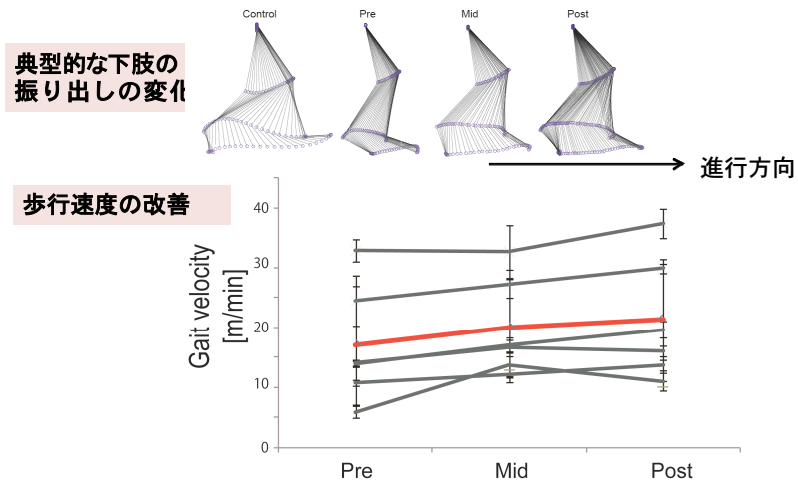 Control Pre Mid Post
典型的な下肢の
振り出しの変化
進行方向
歩行速度の改善
Gait velocity
[m/min]
40
30
20
10
0
Pre Mid Post